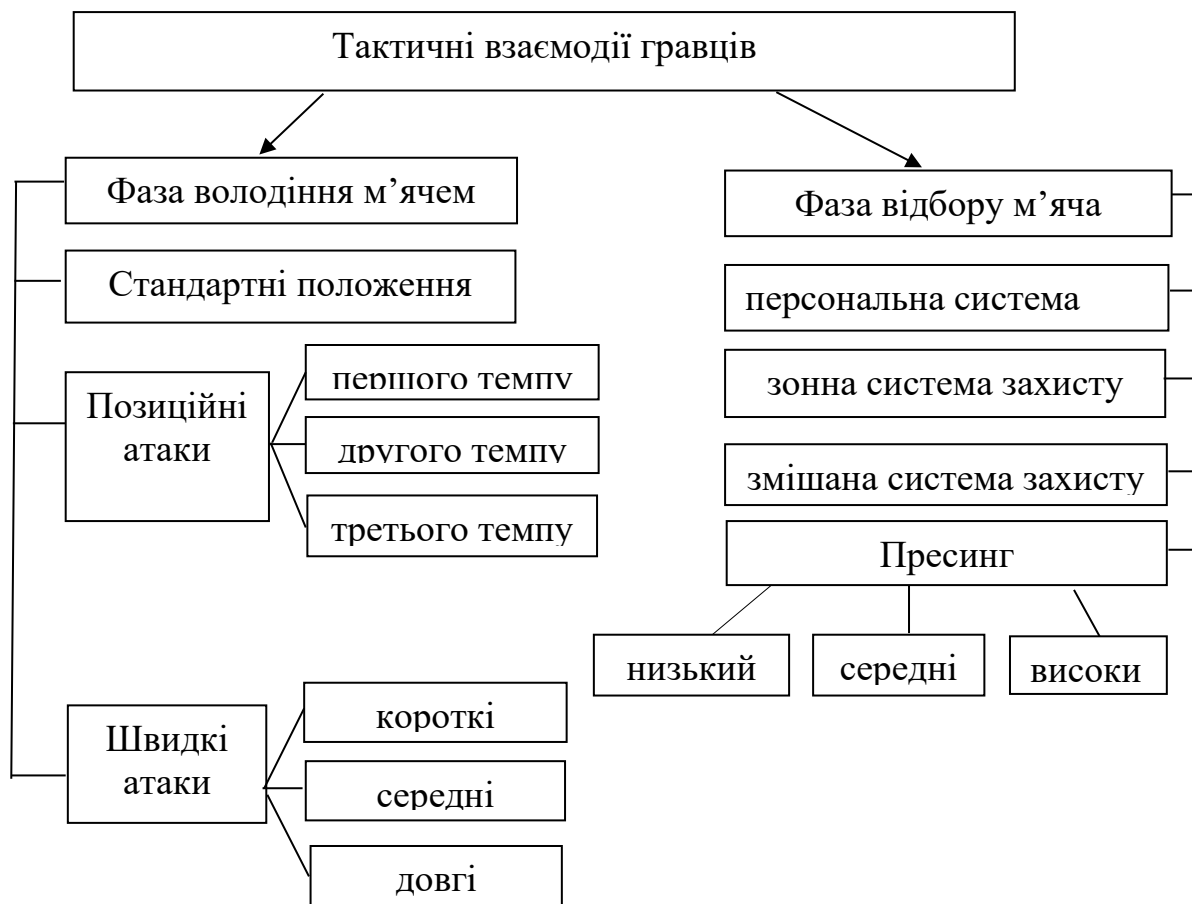 Тактичні взаємодії гравців
Фаза володіння м’ячем
Стандартні положення
Позиційні
атаки
першого темпу
другого темпу
третього темпу
Швидкі
атаки
короткі
середні
довгі
Фаза відбору м’яча
персональна система
зонна система захисту
змішана система захисту
Пресинг
низький
середні
високи